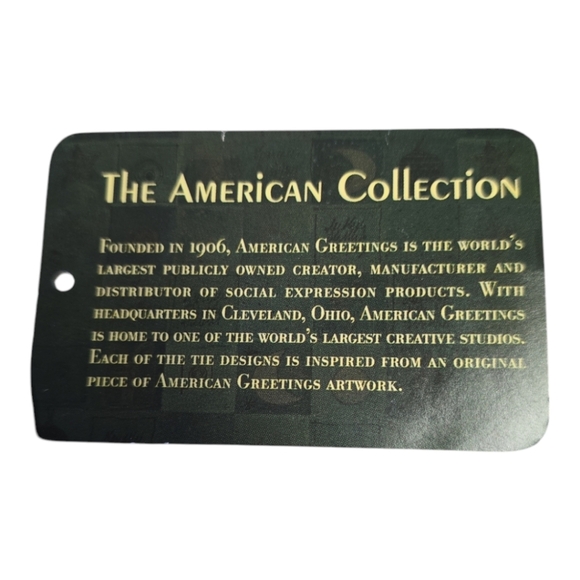 The American Collection
Founded in 1906, American Greetings is the world's
largest publicly owned creator, manufacturer and
distributor of social expression products. With
headquarters in Cleveland, Ohio, American Greetings
is home to one of the world's largest creative studios.
Each of the tie designs is inspired from an original
piece of American Greetings artwork.